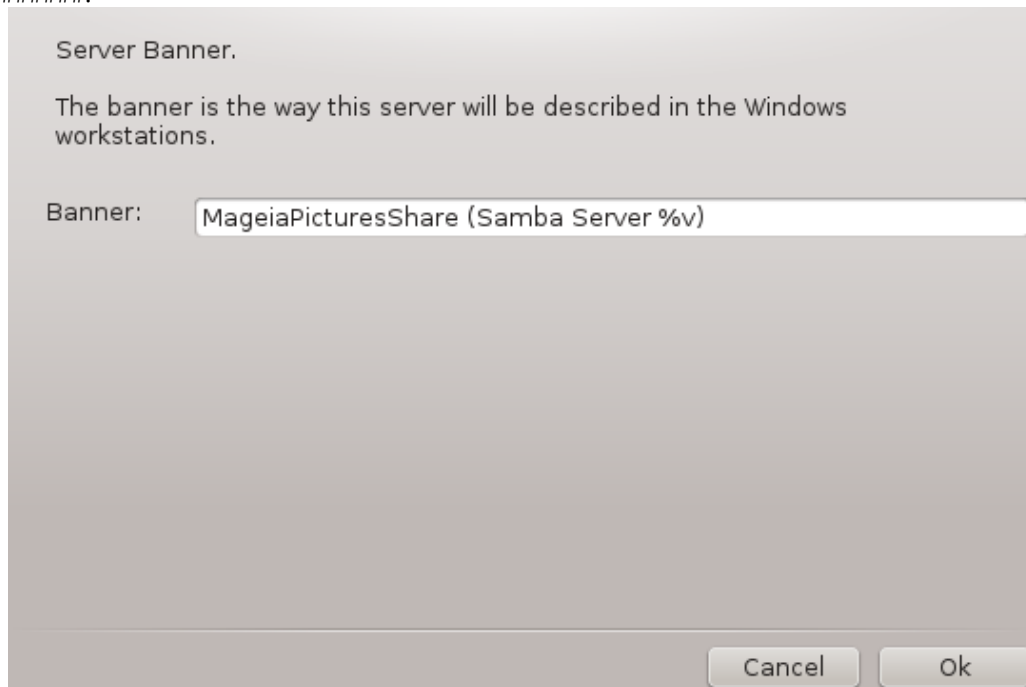 Server Banner.
The banner is the way this server will be described in the Windows
workstations.
Banner: MageiaPicturesShare (Samba Server %v)
Cancel Ok